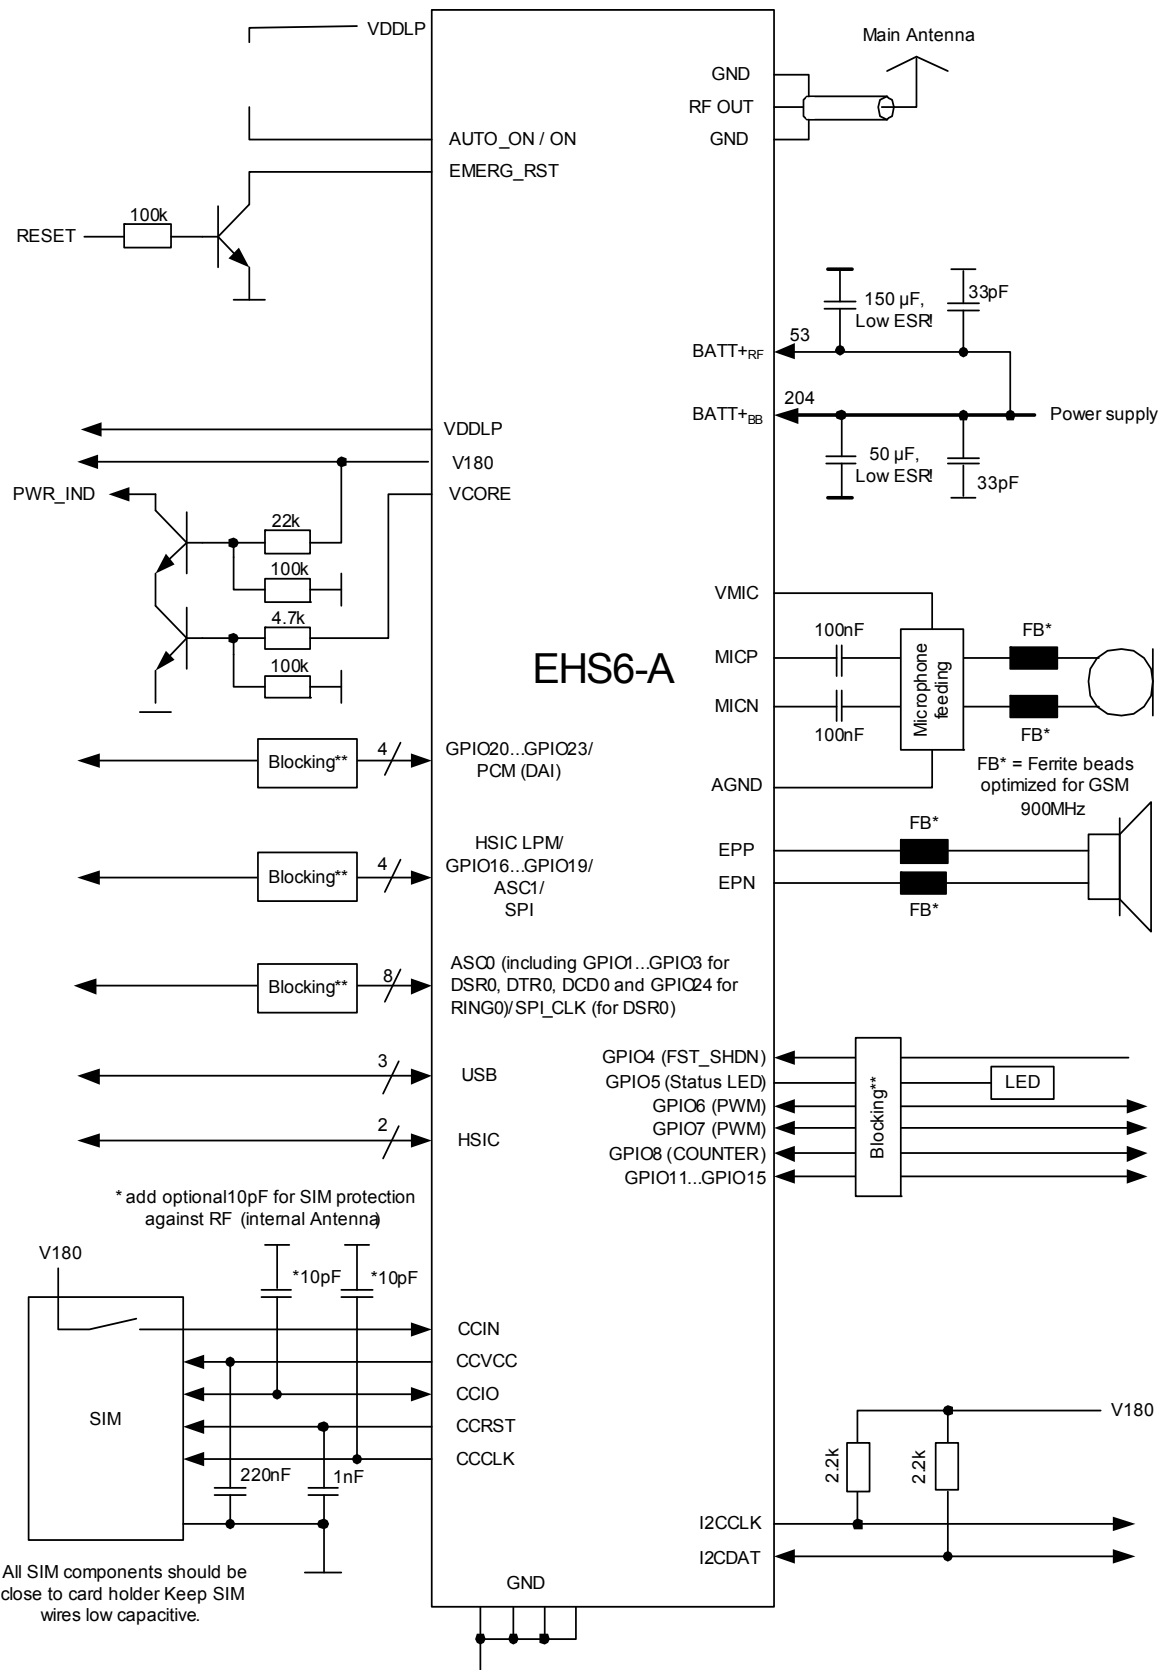 VDDLP
Main Antenna
GND
RF OUT
GND
AUTO_ON / ON
EMERG_RST
RESET
100k
150 µF,
Low ESR!
33pF
53
BATT+RF
204
BATT+BB
Power supply
50 µF,
Low ESR!
33pF
VDDLP
V180
VCORE
PWR_IND
22k
100k
4.7k
100k
EHS6-A
VMIC
MICP
MICN
AGND
100nF
100nF
Microphone
feeding
FB*
FB*
FB* = Ferrite beads
optimized for GSM
900MHz
EPP
EPN
FB*
FB*
Blocking**
4
GPIO20...GPIO23/
PCM (DAI)
Blocking**
4
HSIC LPM/
GPIO16...GPIO19/
ASC1/
SPI
Blocking**
8
ASC0 (including GPIO1...GPIO3 for
DSR0, DTR0, DCD0 and GPIO24 for
RING0)/SPI_CLK (for DSR0)
3
USB
2
HSIC
GPIO4 (FST_SHDN)
GPIO5 (Status LED)
GPIO6 (PWM)
GPIO7 (PWM)
GPIO8 (COUNTER)
GPIO11...GPIO15
Blocking**
LED
* add optional10pF for SIM protection
against RF (internal Antenna)
V180
*10pF
*10pF
SIM
CCIN
CCVCC
CCIO
CCRST
CCCLK
220nF
1nF
All SIM components should be
close to card holder Keep SIM
wires low capacitive.
V180
2.2k
2.2k
I2CCLK
I2CDAT
GND